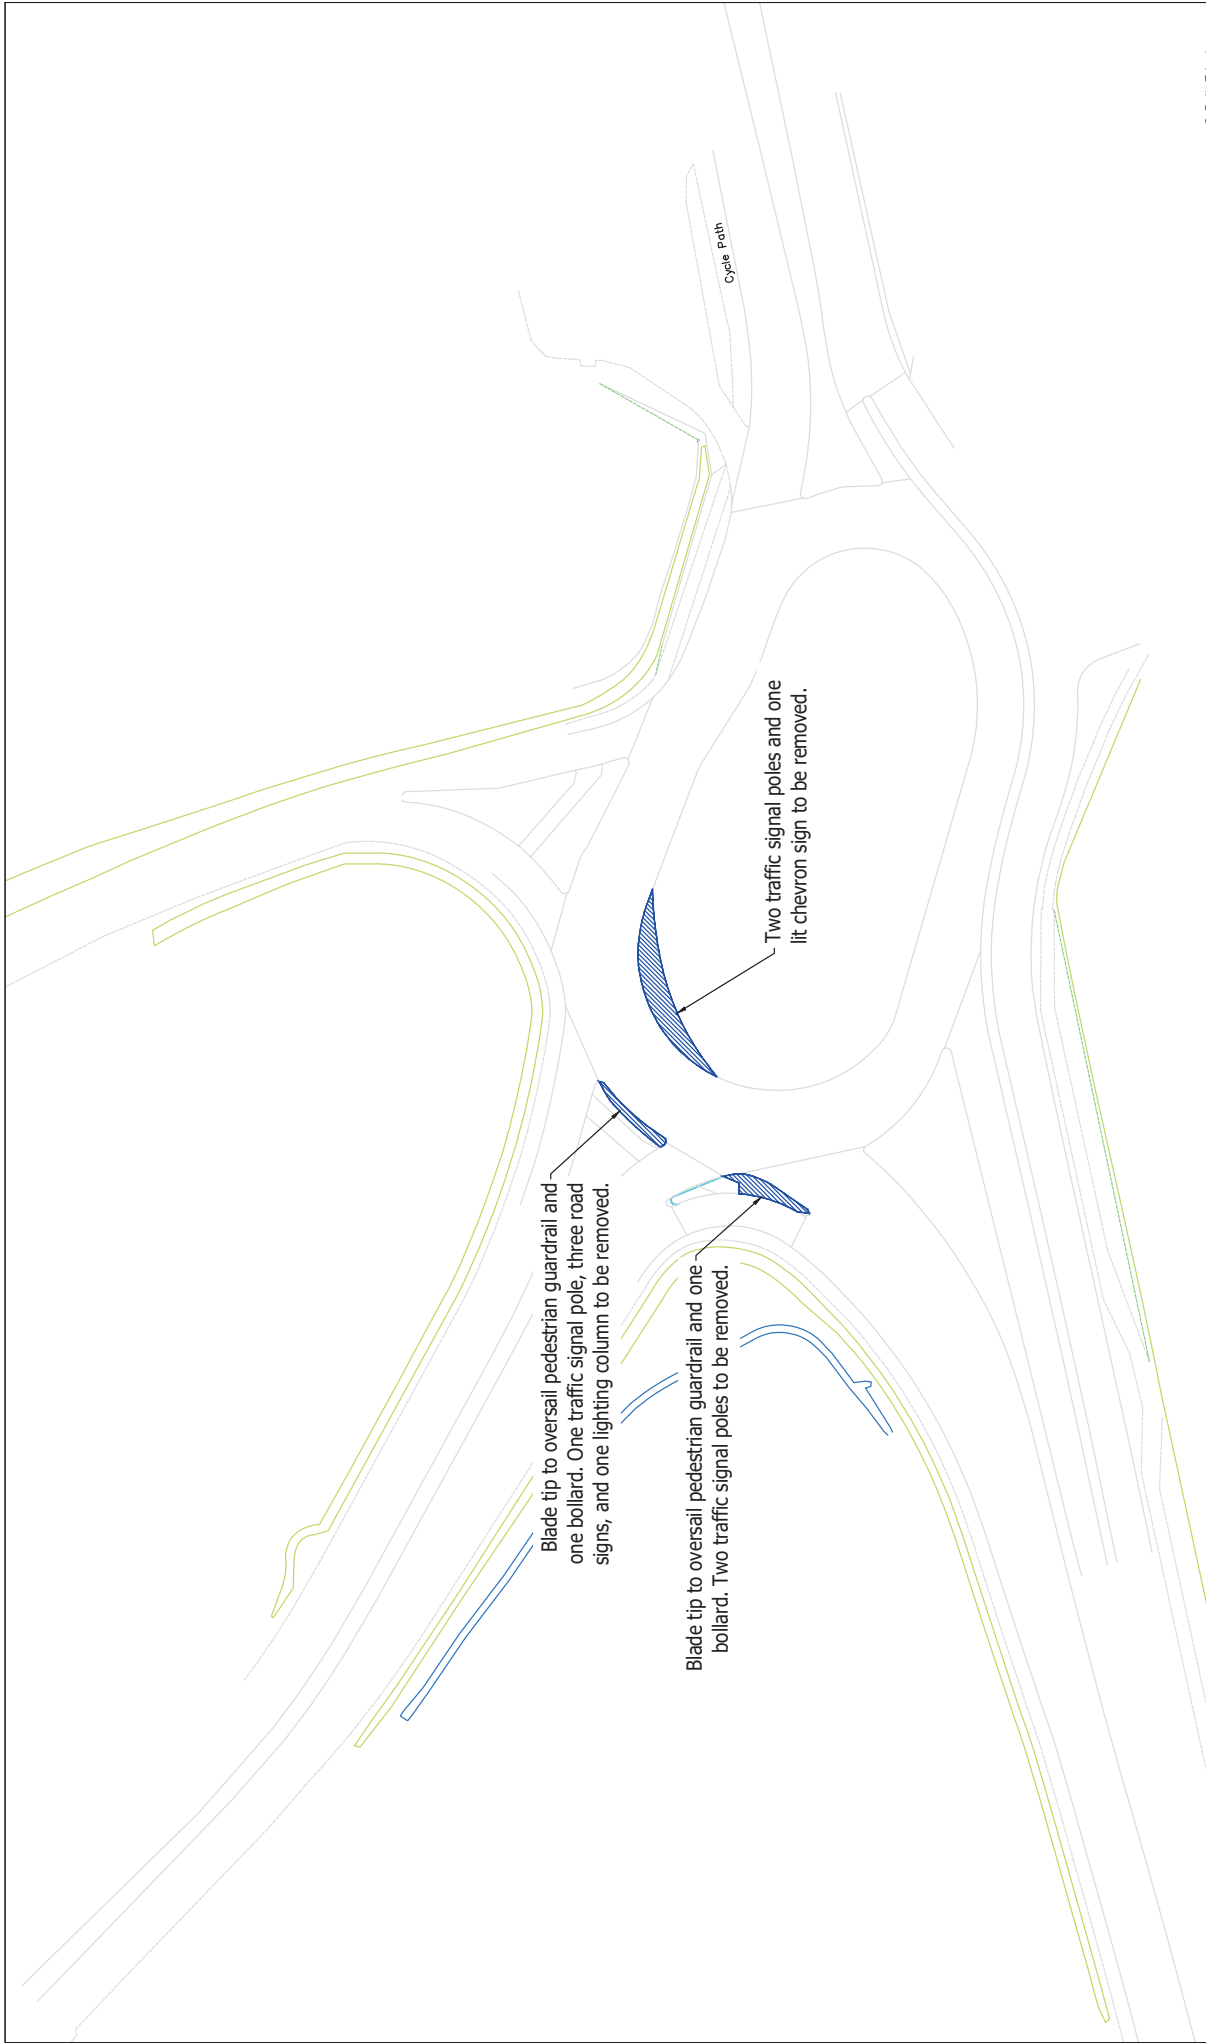 Cycle Path
Two traffic signal poles and one
lit chevron sign to be removed.
Blade tip to oversail pedestrian guardrail and
one bollard. One traffic signal pole, three road
signs, and one lighting column to be removed.
Blade tip to oversail pedestrian guardrail and one
bollard. Two traffic signal poles to be removed.